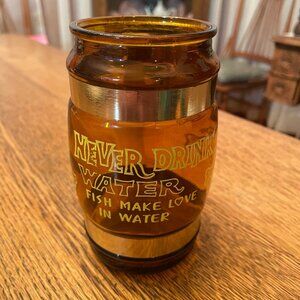 NEVER DRINK
WATER
FISH MAKE LOVE
IN WATER